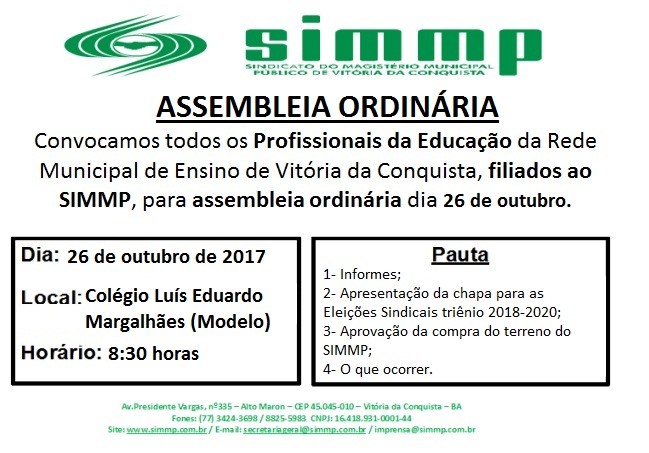 simmp
SINDICATO DO MAGISTÉRIO MUNICIPAL
PÚBLICO DE VITÓRIA DA CONQUISTA
ASSEMBLEIA ORDINÁRIA
Convocamos todos os Profissionais da Educação da Rede
Municipal de Ensino de Vitória da Conquista, filiados ao
SIMMP, para assembleia ordinária dia 26 de outubro.
Dia: 26 de outubro de 2017
Local: Colégio Luís Eduardo
Margalhães (Modelo)
Horário: 8:30 horas
Pauta
1- Informes;
2- Apresentação da chapa para as
Eleições Sindicais triênio 2018-2020;
3- Aprovação da compra do terreno do
SIMMP;
4- O que ocorrer.
Av.Presidente Vargas, nº335 – Alto Maron – CEP 45.045-010 – Vitória da Conquista – BA
Fones: (77) 3424-3698 / 8825-5983 CNPJ: 16.418.931-0001-44
Site: www.simmp.com.br / E-mail: secretariageral@simmp.com.br / imprensa@simmp.com.br